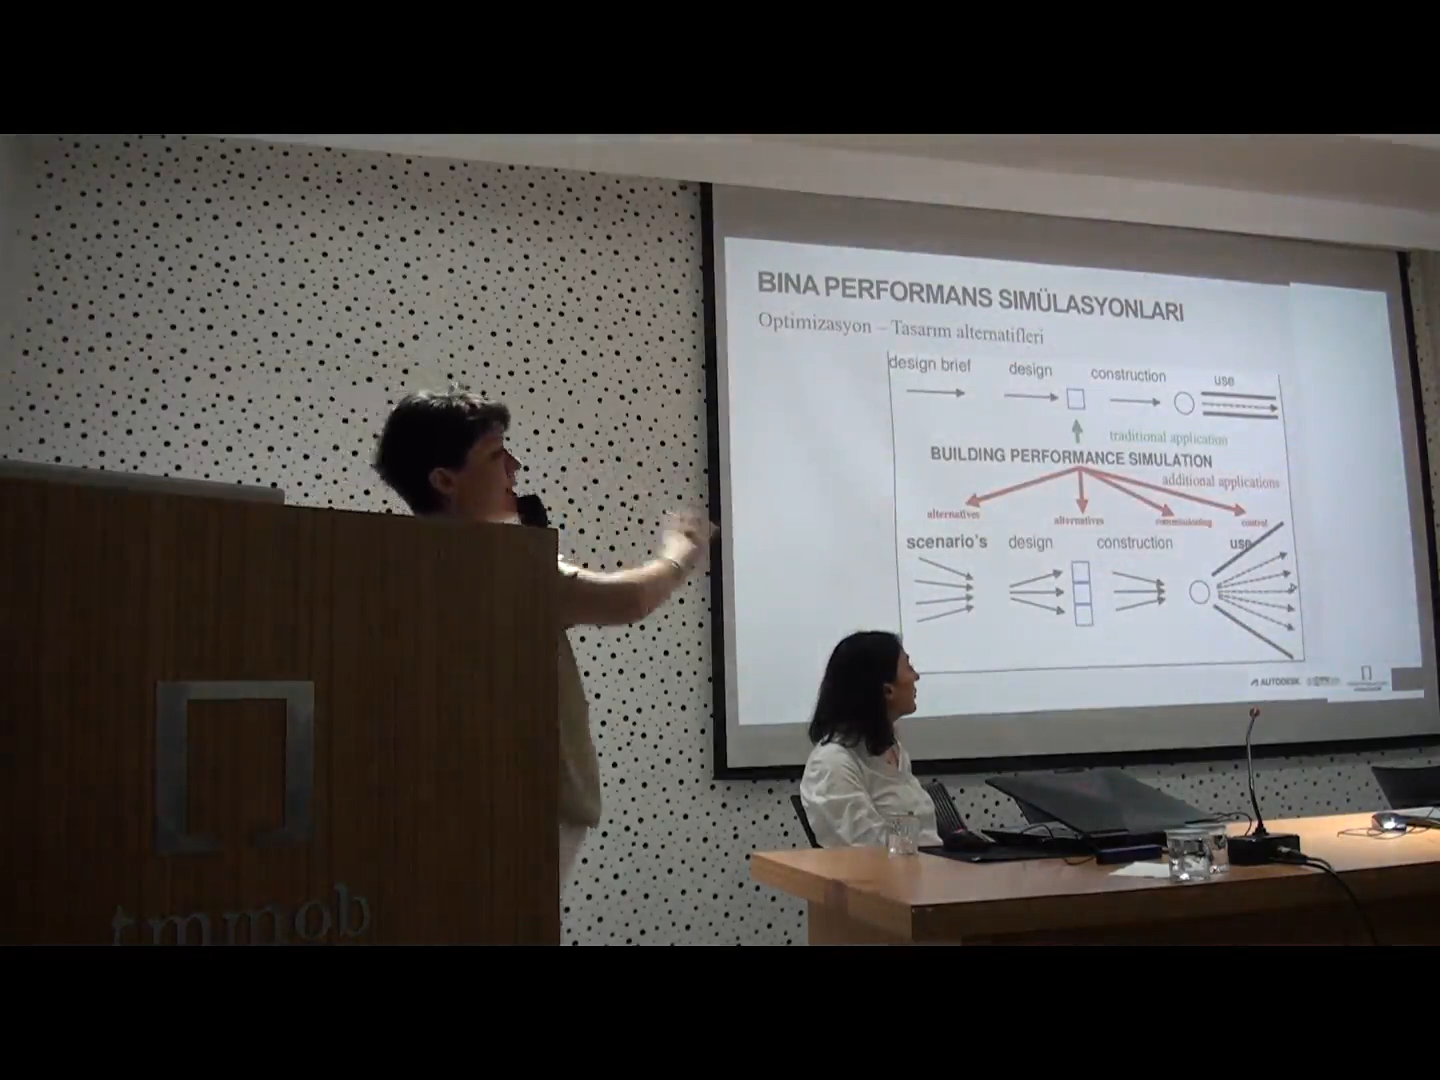 BINA PERFORMANS SIMÜLASYONLARI
Optimizasyon – Tasarım alternatifleri
design brief design construction use
traditional application
BUILDING PERFORMANCE SIMULATION
additional applications
alternatives alternatives commissioning control
scenario's design construction use
AUTODESK
tmmob